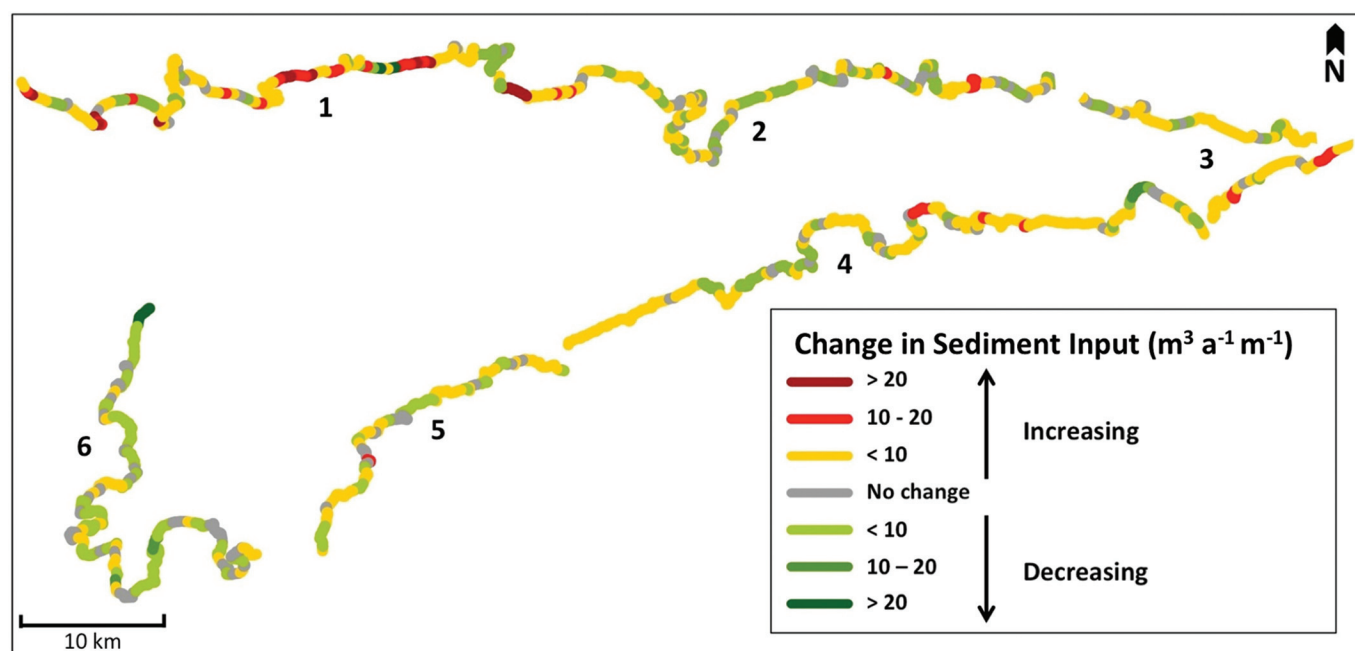 N
1
2
3
4
5
6
10 km
Change in Sediment Input (m³ a⁻¹ m⁻¹)
> 20
10 - 20
< 10
No change
< 10
10 – 20
> 20
Increasing
Decreasing